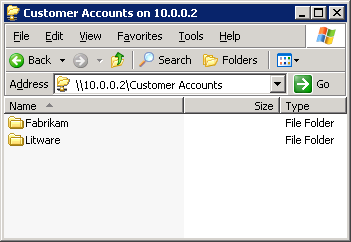 Customer Accounts on 10.0.0.2
File Edit View Favorites Tools Help
Back Search Folders
Address \\10.0.0.2\Customer Accounts Go
Name Size Type
Fabrikam File Folder
Litware File Folder